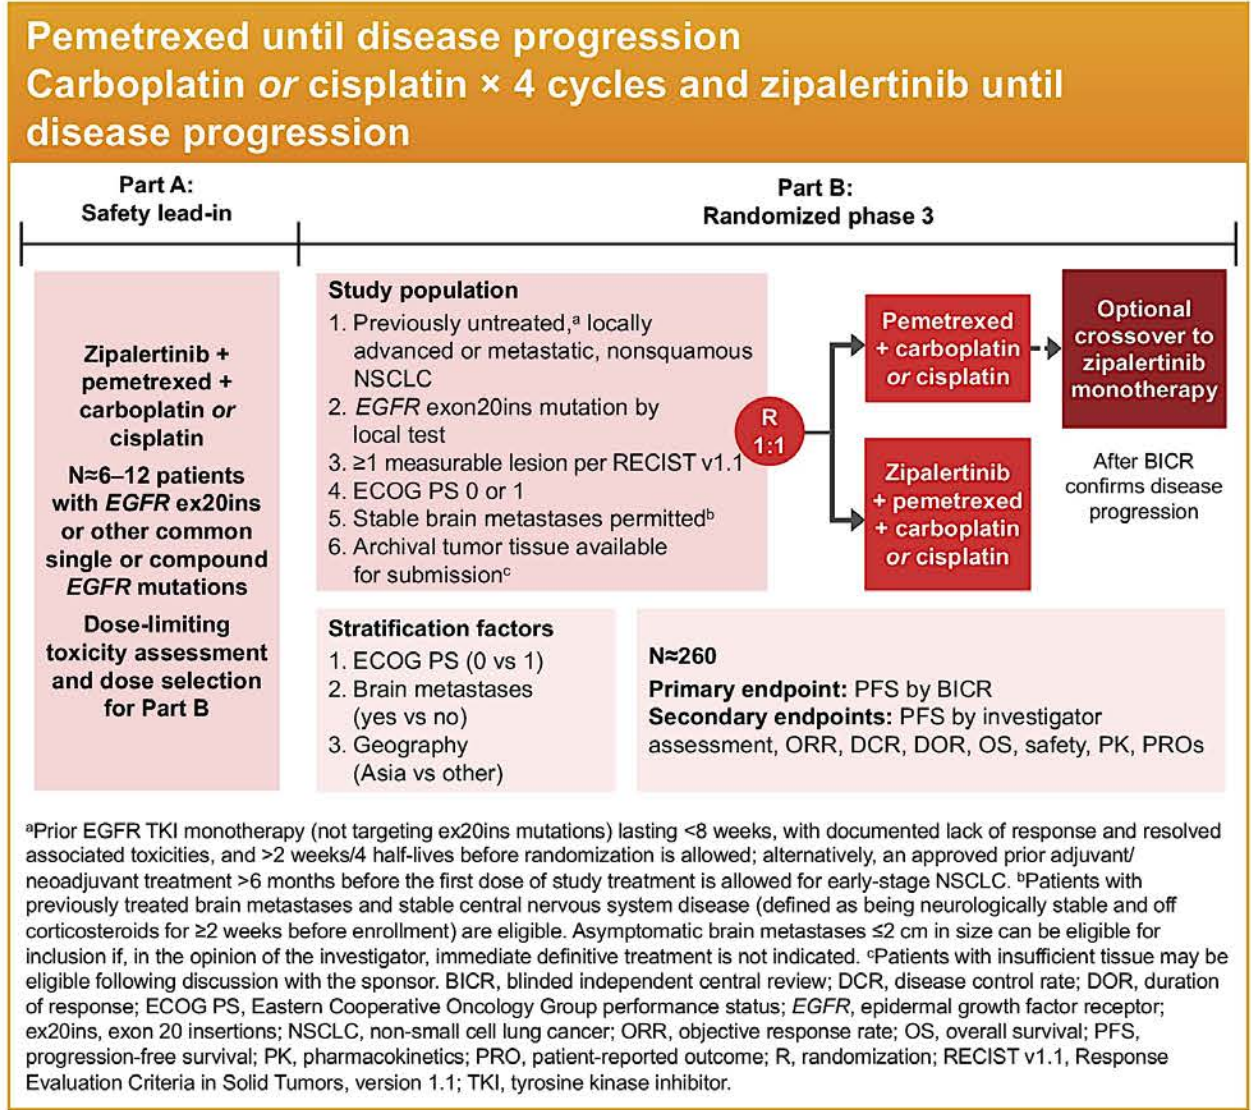 Pemetrexed until disease progression
Carboplatin or cisplatin × 4 cycles and zipalertinib until
disease progression
Part A:
Safety lead-in
Part B:
Randomized phase 3
Zipalertinib +
pemetrexed +
carboplatin or
cisplatin
N≈6–12 patients
with EGFR ex20ins
or other common
single or compound
EGFR mutations
Dose-limiting
toxicity assessment
and dose selection
for Part B
Study population
1. Previously untreated,ᵃ locally
advanced or metastatic, nonsquamous
NSCLC
2. EGFR exon20ins mutation by
local test
3. ≥1 measurable lesion per RECIST v1.1
4. ECOG PS 0 or 1
5. Stable brain metastases permittedᵇ
6. Archival tumor tissue available
for submissionᶜ
R
1:1
Pemetrexed
+ carboplatin
or cisplatin
Zipalertinib
+ pemetrexed
+ carboplatin
or cisplatin
Optional
crossover to
zipalertinib
monotherapy
After BICR
confirms disease
progression
Stratification factors
1. ECOG PS (0 vs 1)
2. Brain metastases
(yes vs no)
3. Geography
(Asia vs other)
N≈260
Primary endpoint: PFS by BICR
Secondary endpoints: PFS by investigator
assessment, ORR, DCR, DOR, OS, safety, PK, PROs
ᵃPrior EGFR TKI monotherapy (not targeting ex20ins mutations) lasting <8 weeks, with documented lack of response and resolved
associated toxicities, and >2 weeks/4 half-lives before randomization is allowed; alternatively, an approved prior adjuvant/
neoadjuvant treatment >6 months before the first dose of study treatment is allowed for early-stage NSCLC. ᵇPatients with
previously treated brain metastases and stable central nervous system disease (defined as being neurologically stable and off
corticosteroids for ≥2 weeks before enrollment) are eligible. Asymptomatic brain metastases ≤2 cm in size can be eligible for
inclusion if, in the opinion of the investigator, immediate definitive treatment is not indicated. ᶜPatients with insufficient tissue may be
eligible following discussion with the sponsor. BICR, blinded independent central review; DCR, disease control rate; DOR, duration
of response; ECOG PS, Eastern Cooperative Oncology Group performance status; EGFR, epidermal growth factor receptor;
ex20ins, exon 20 insertions; NSCLC, non-small cell lung cancer; ORR, objective response rate; OS, overall survival; PFS,
progression-free survival; PK, pharmacokinetics; PRO, patient-reported outcome; R, randomization; RECIST v1.1, Response
Evaluation Criteria in Solid Tumors, version 1.1; TKI, tyrosine kinase inhibitor.